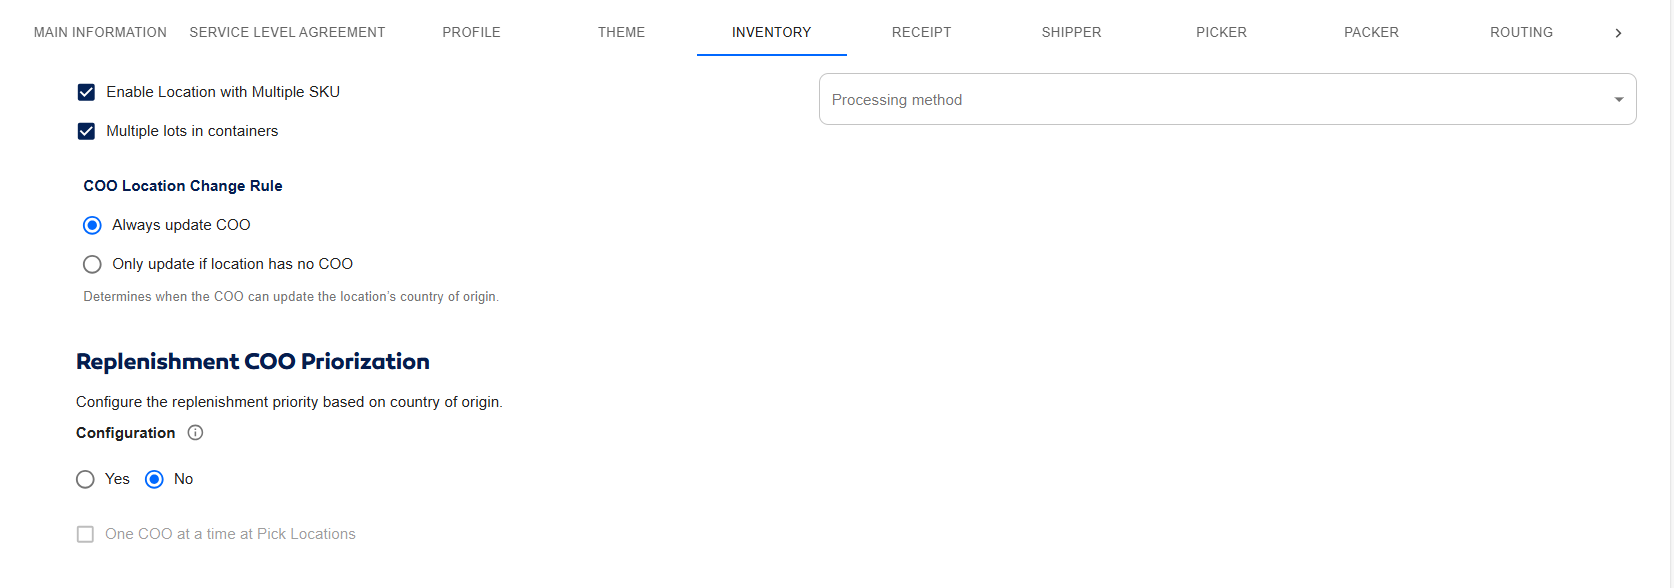 MAIN INFORMATION SERVICE LEVEL AGREEMENT PROFILE THEME INVENTORY RECEIPT SHIPPER PICKER PACKER ROUTING
Enable Location with Multiple SKU
Processing method
Multiple lots in containers
COO Location Change Rule
Always update COO
Only update if location has no COO
Determines when the COO can update the location's country of origin.
Replenishment COO Priorization
Configure the replenishment priority based on country of origin.
Configuration
Yes No
One COO at a time at Pick Locations